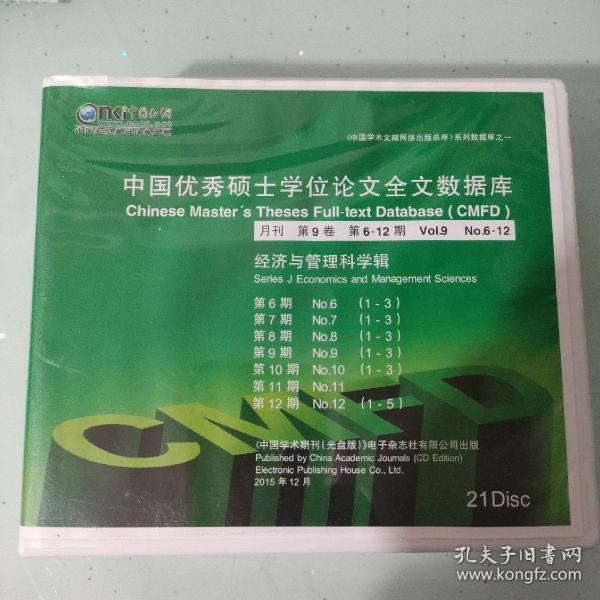 cnki中国知网
www.cnki.net
《中国学术文献网络出版总库》系列数据库之一
中国优秀硕士学位论文全文数据库
Chinese Master´s Theses Full-text Database ( CMFD )
月刊 第9卷 第6-12期 Vol.9 No.6-12
经济与管理科学辑
Series J Economics and Management Sciences
第6期 No.6 (1-3)
第7期 No.7 (1-3)
第8期 No.8 (1-3)
第9期 No.9 (1-3)
第10期 No.10 (1-3)
第11期 No.11
第12期 No.12 (1-5)
CMFD
《中国学术期刊(光盘版)》电子杂志社有限公司出版
Published by China Academic Journals (CD Edition)
Electronic Publishing House Co., Ltd.
2015年12月
21Disc
孔夫子旧书网
www.kongfz.com